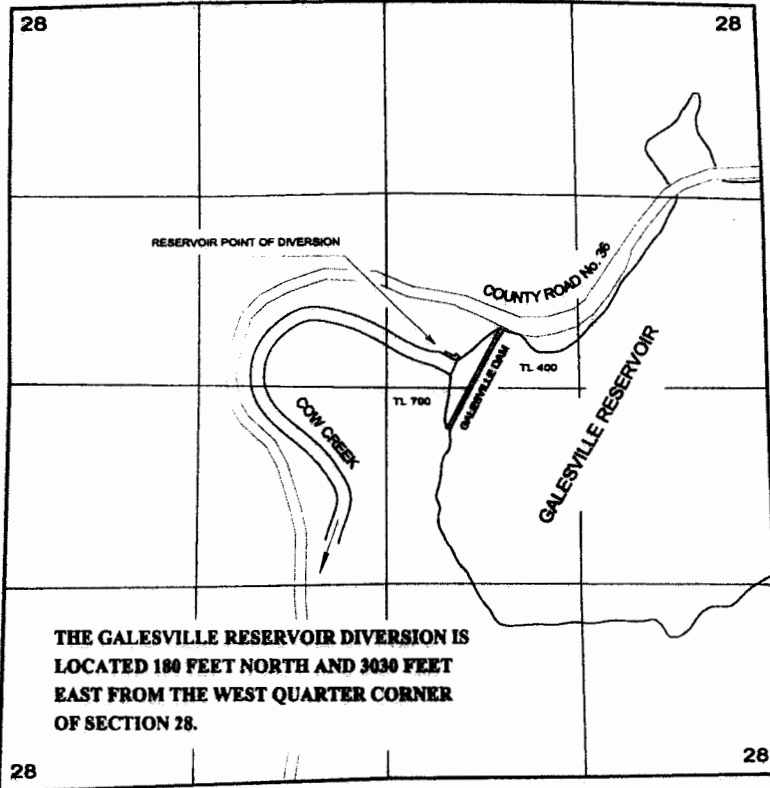 28
28
RESERVOIR POINT OF DIVERSION
COUNTY ROAD No. 36
TL 400
GALESVILLE DAM
TL 700
COW CREEK
GALESVILLE RESERVOIR
THE GALESVILLE RESERVOIR DIVERSION IS
LOCATED 180 FEET NORTH AND 3030 FEET
EAST FROM THE WEST QUARTER CORNER
OF SECTION 28.
28
28